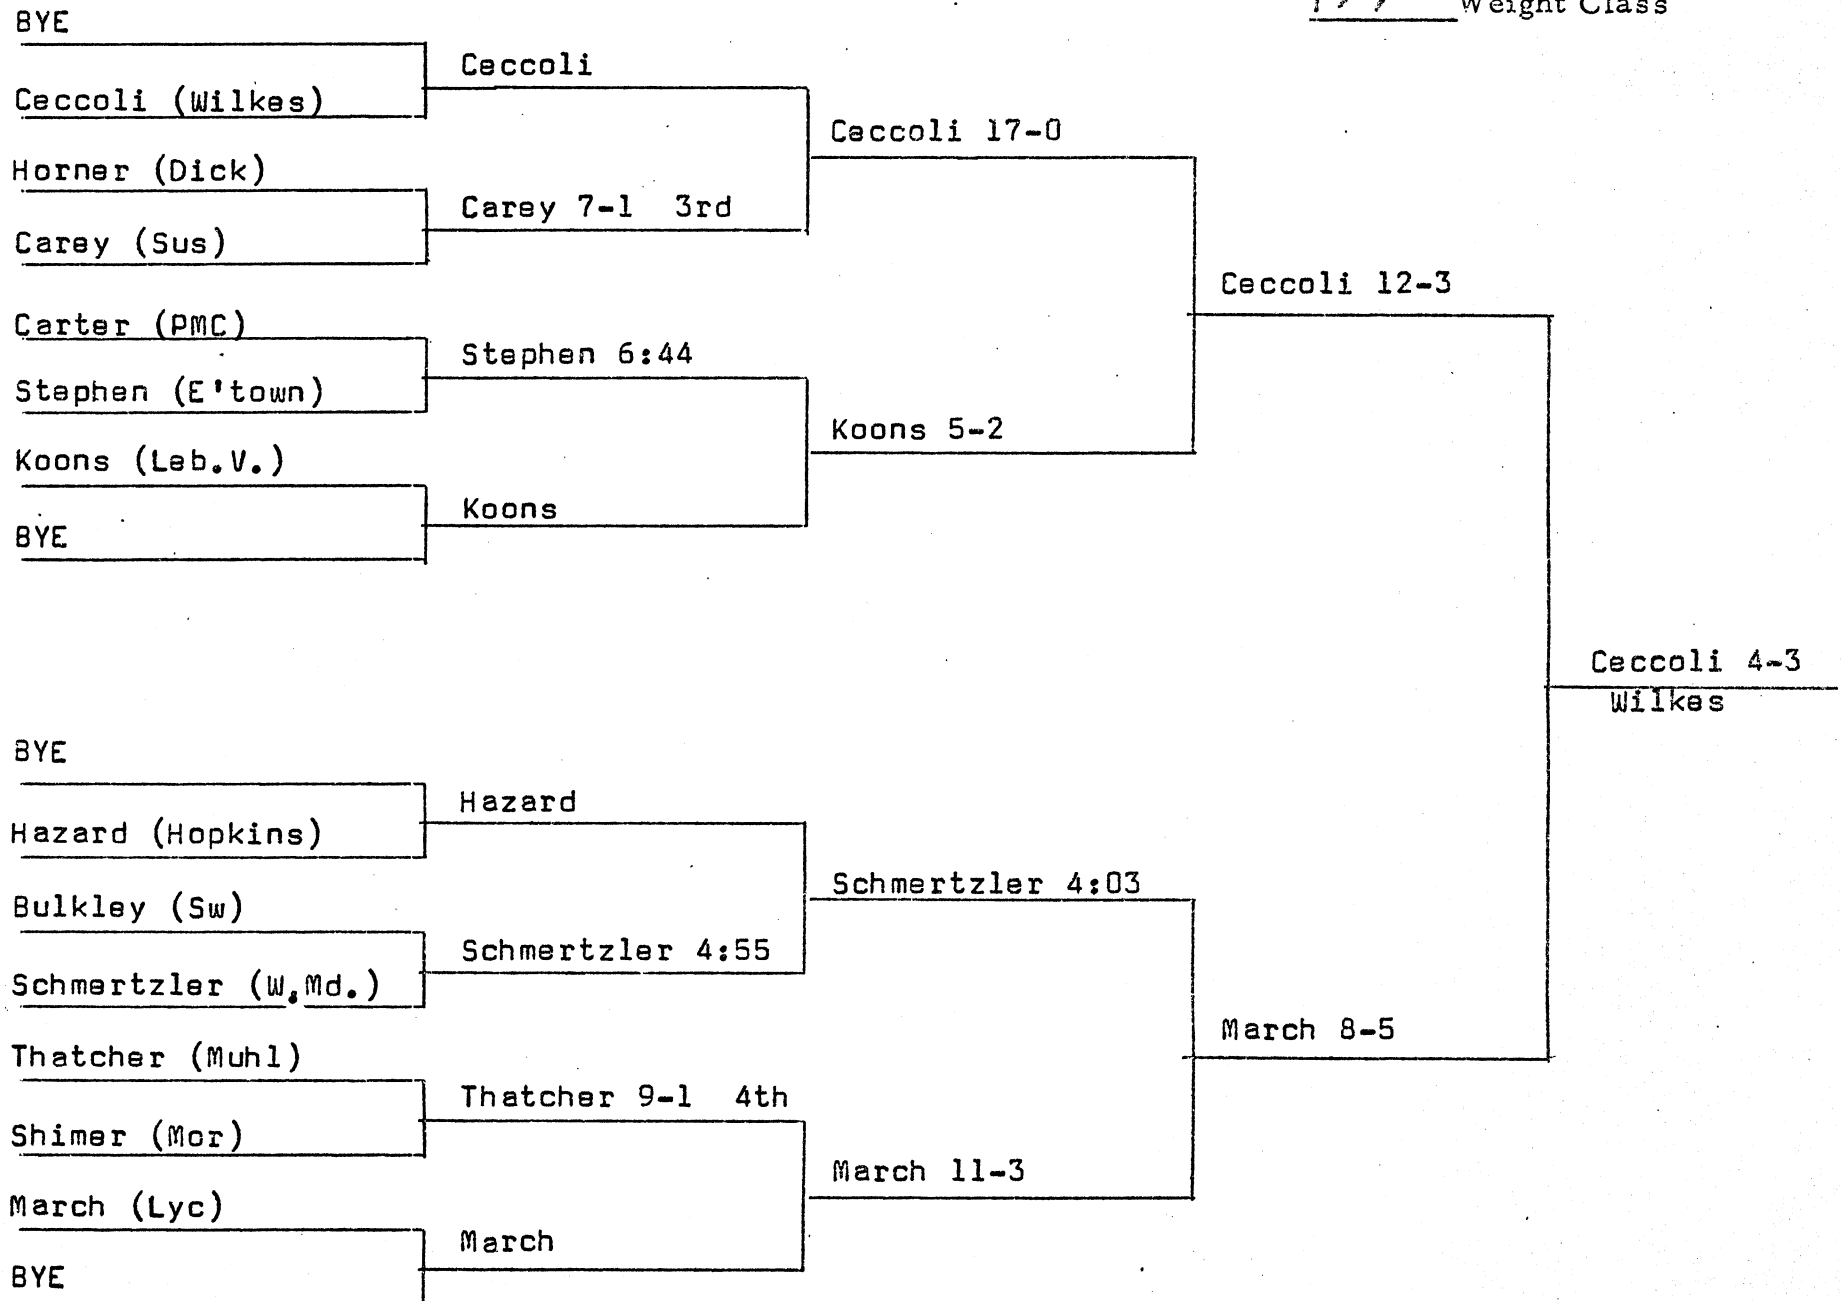 Weight Class
BYE
Ceccoli (Wilkes)
Horner (Dick)
Carey (Sus)
Carter (PMC)
Stephen (E'town)
Koons (Leb.V.)
BYE
BYE
Hazard (Hopkins)
Bulkley (Sw)
Schmertzler (W.Md.)
Thatcher (Muhl)
Shimer (Mor)
March (Lyc)
BYE
Ceccoli
Carey 7-1 3rd
Stephen 6:44
Koons
Hazard
Schmertzler 4:55
Thatcher 9-1 4th
March
Ceccoli 17-0
Koons 5-2
Schmertzler 4:03
March 11-3
Ceccoli 12-3
March 8-5
Ceccoli 4-3
Wilkes